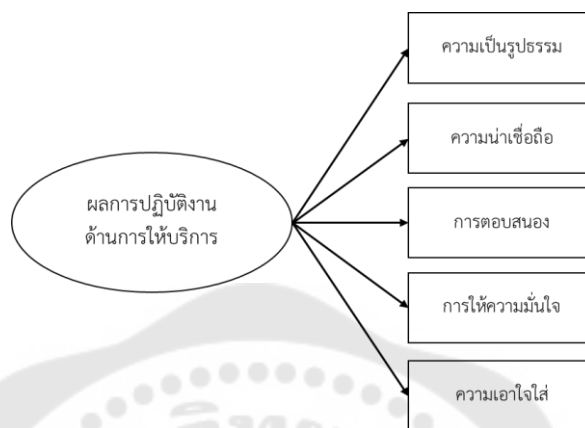 ความเป็นรูปธรรม
ความน่าเชื่อถือ
ผลการปฏิบัติงาน
ด้านการให้บริการ
การตอบสนอง
การให้ความมั่นใจ
ความเอาใจใส่